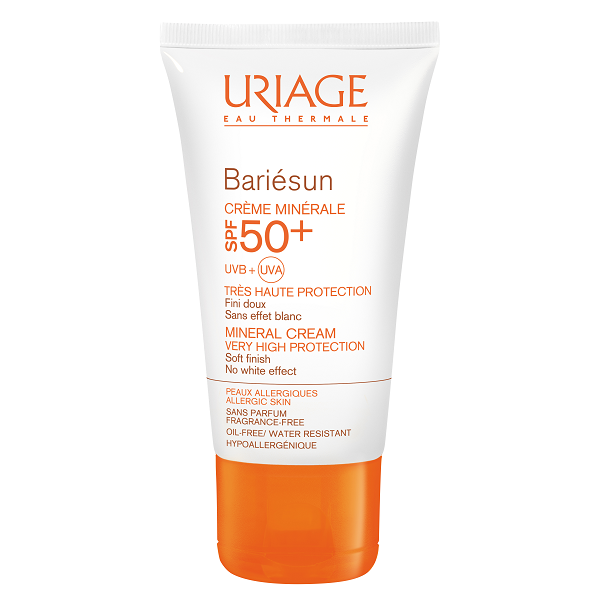 URIAGE
EAU THERMALE
Bariésun
CRÈME MINÉRALE
SPF 50+
UVB + UVA
TRÈS HAUTE PROTECTION
Fini doux
Sans effet blanc
MINERAL CREAM
VERY HIGH PROTECTION
Soft finish
No white effect
PEAUX ALLERGIQUES
ALLERGIC SKIN
SANS PARFUM
FRAGRANCE-FREE
OIL-FREE/ WATER RESISTANT
HYPOALLERGÉNIQUE